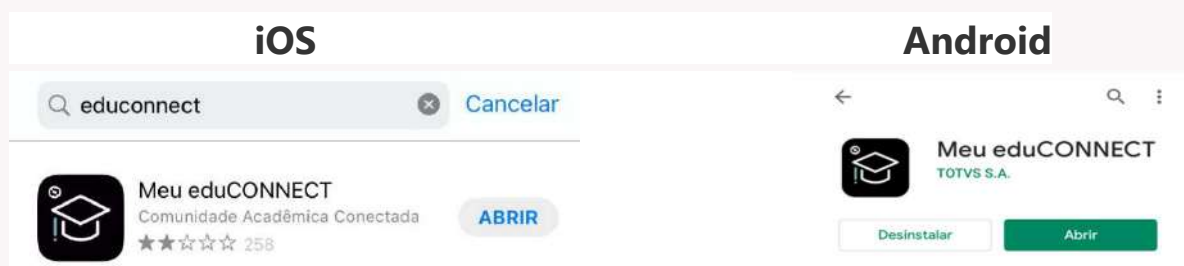 iOS
Android
educonnect
Cancelar
Meu eduCONNECT
Comunidade Acadêmica Conectada
258
ABRIR
Meu eduCONNECT
TOTVS S.A.
Desinstalar
Abrir